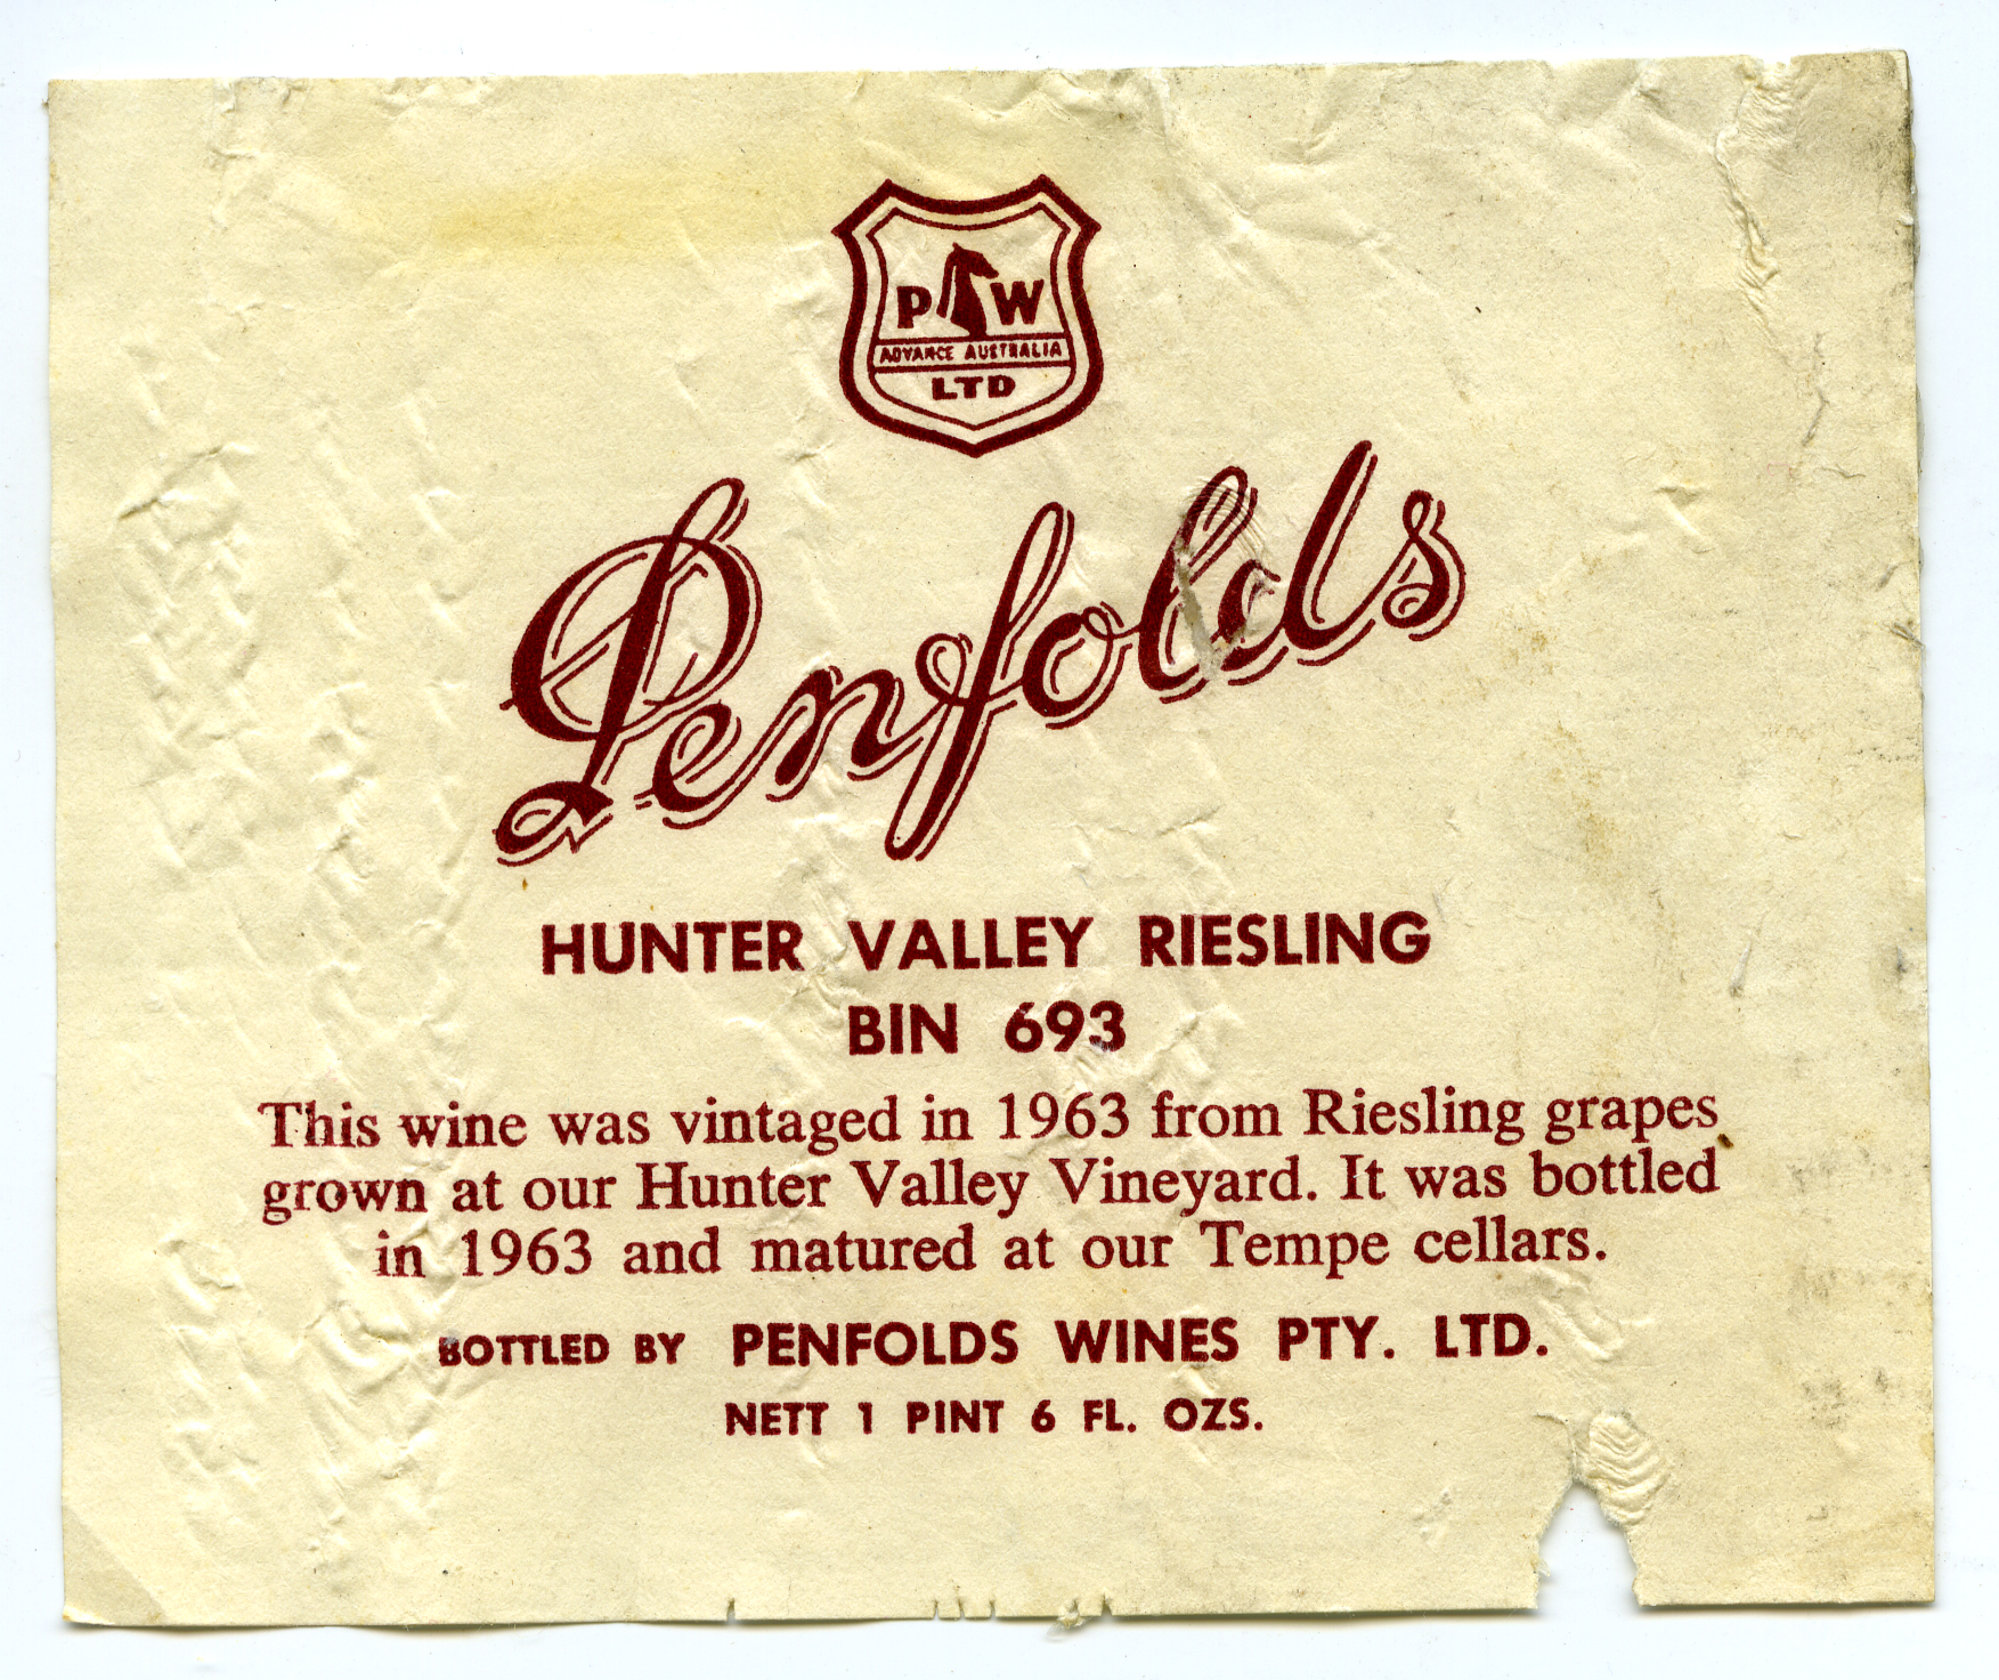 P W
ADVANCE AUSTRALIA
LTD
Penfolds
HUNTER VALLEY RIESLING
BIN 693
This wine was vintaged in 1963 from Riesling grapes
grown at our Hunter Valley Vineyard. It was bottled
in 1963 and matured at our Tempe cellars.
BOTTLED BY PENFOLDS WINES PTY. LTD.
NETT 1 PINT 6 FL. OZS.